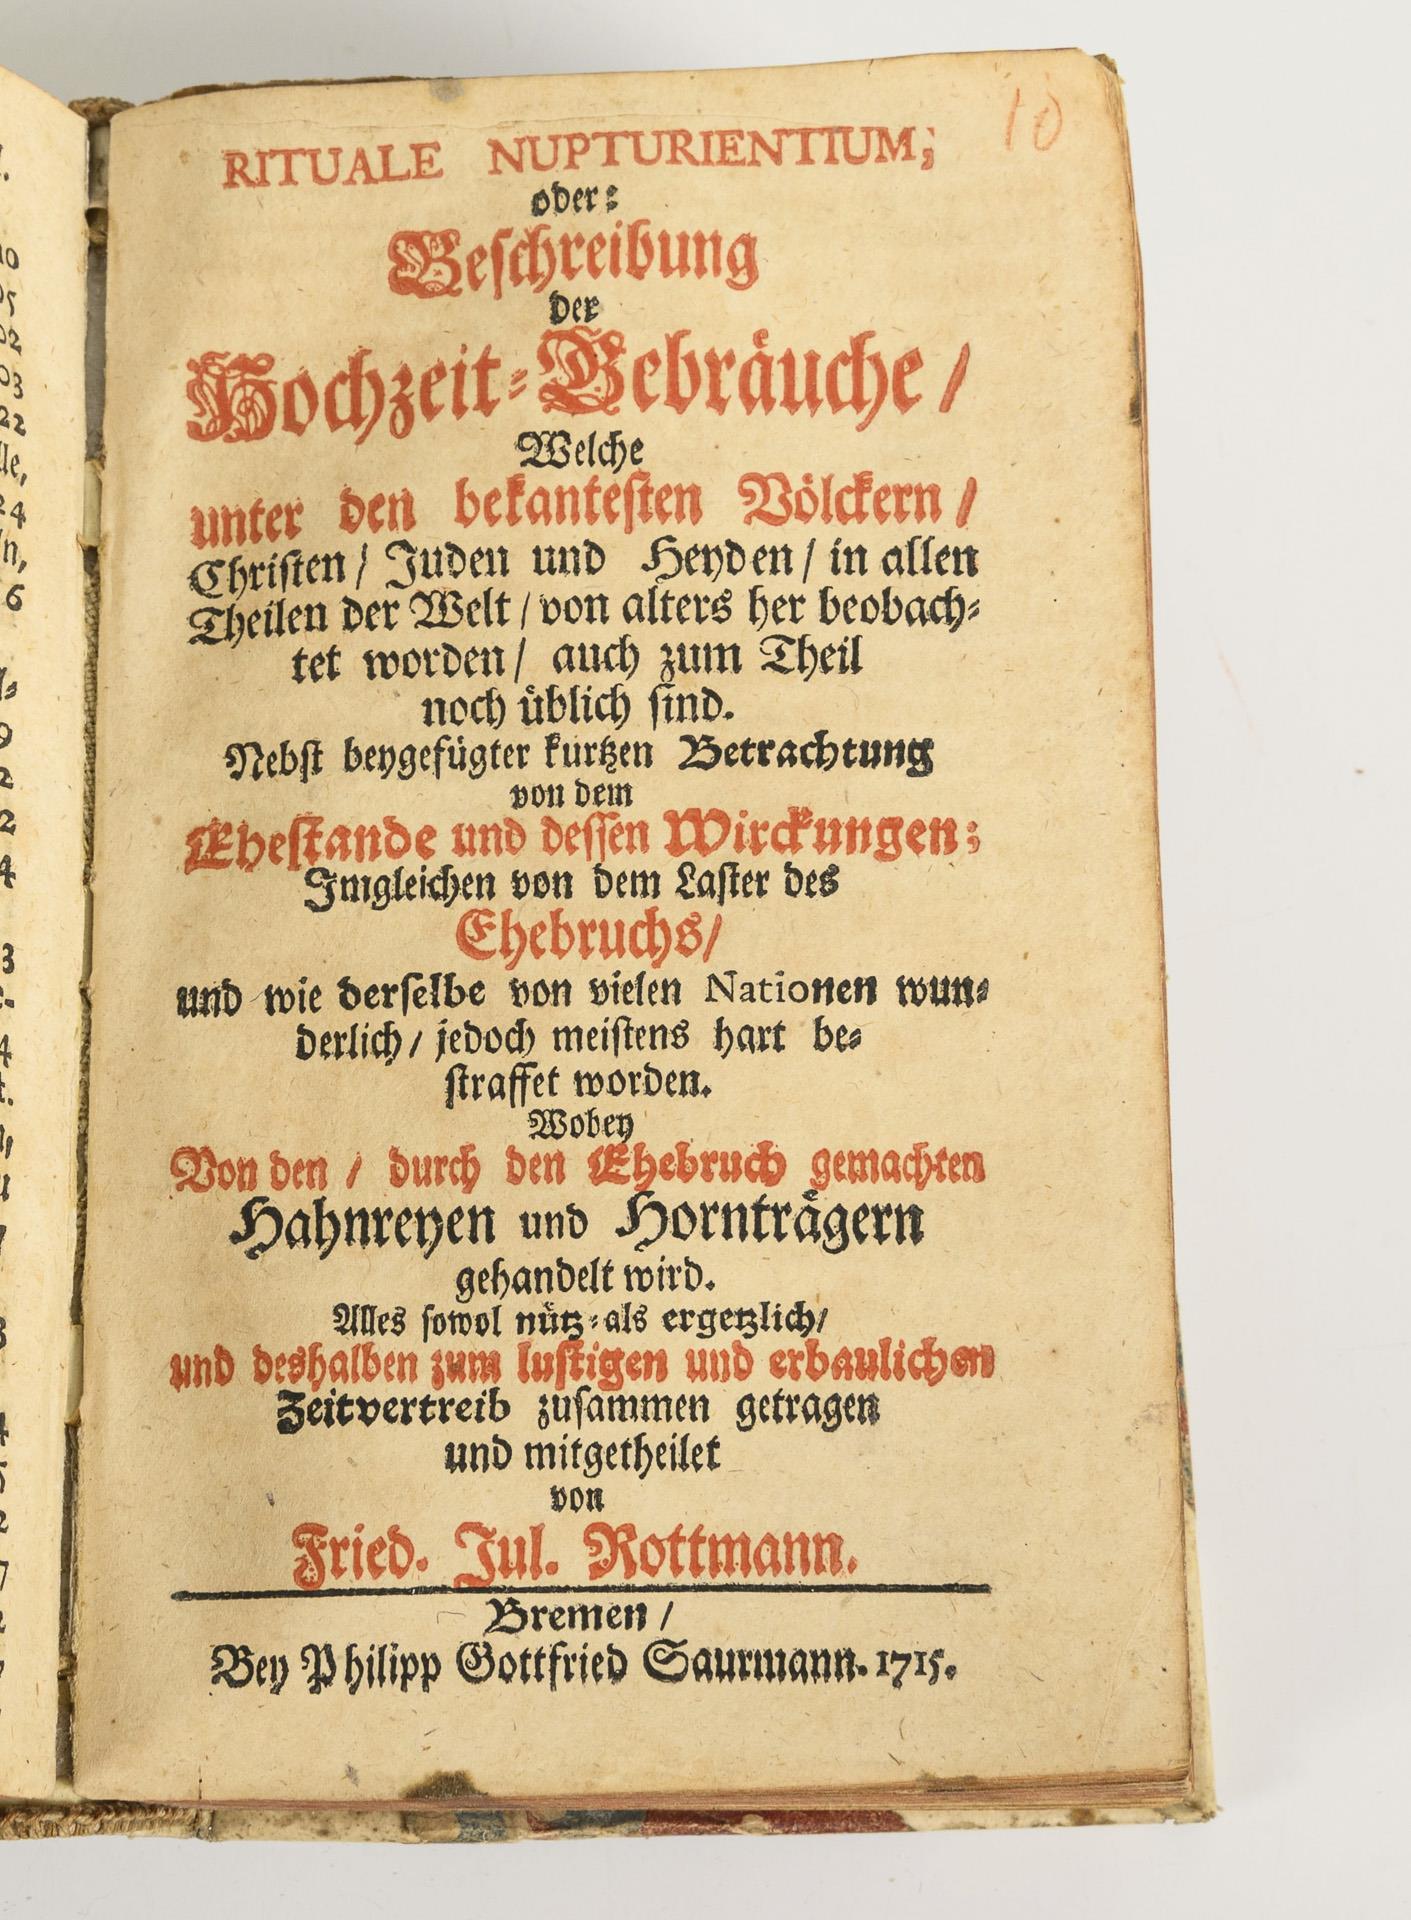 10
RITUALE NUPTURIENTIUM;
oder:
Beschreibung
der
Hochzeit-Gebräuche /
Welche
unter den bekantesten Völckern /
Christen / Juden und Heyden / in allen
Theilen der Welt / von alters her beobach-
tet worden / auch zum Theil
noch üblich sind.
Nebst beygefügter kurtzen Betrachtung
von dem
Ehestande und dessen Wirckungen;
Imgleichen von dem Laster des
Ehebruchs /
und wie derselbe von vielen Nationen wun-
derlich / jedoch meistens hart be-
straffet worden.
Wobey
Von den / durch den Ehebruch gemachten
Hahnreyen und Hornträgern
gehandelt wird.
Alles sowol nütz-als ergetzlich /
und deshalben zum lustigen und erbaulichen
Zeitvertreib zusammen getragen
und mitgetheilet
von
Fried. Jul. Rottmann.
Bremen /
Bey Philipp Gottfried Saurmann. 1715.